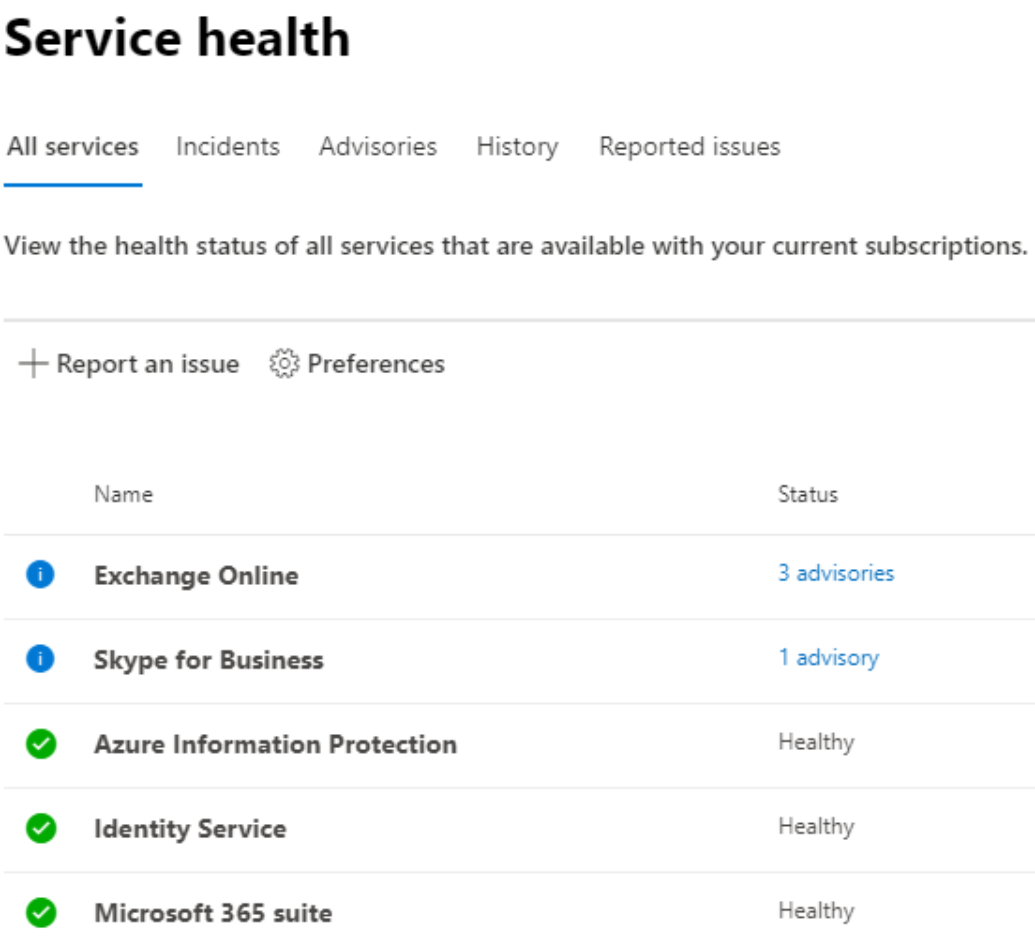 Service health
All services Incidents Advisories History Reported issues
View the health status of all services that are available with your current subscriptions.
Report an issue Preferences
Name Status
Exchange Online 3 advisories
Skype for Business 1 advisory
Azure Information Protection Healthy
Identity Service Healthy
Microsoft 365 suite Healthy